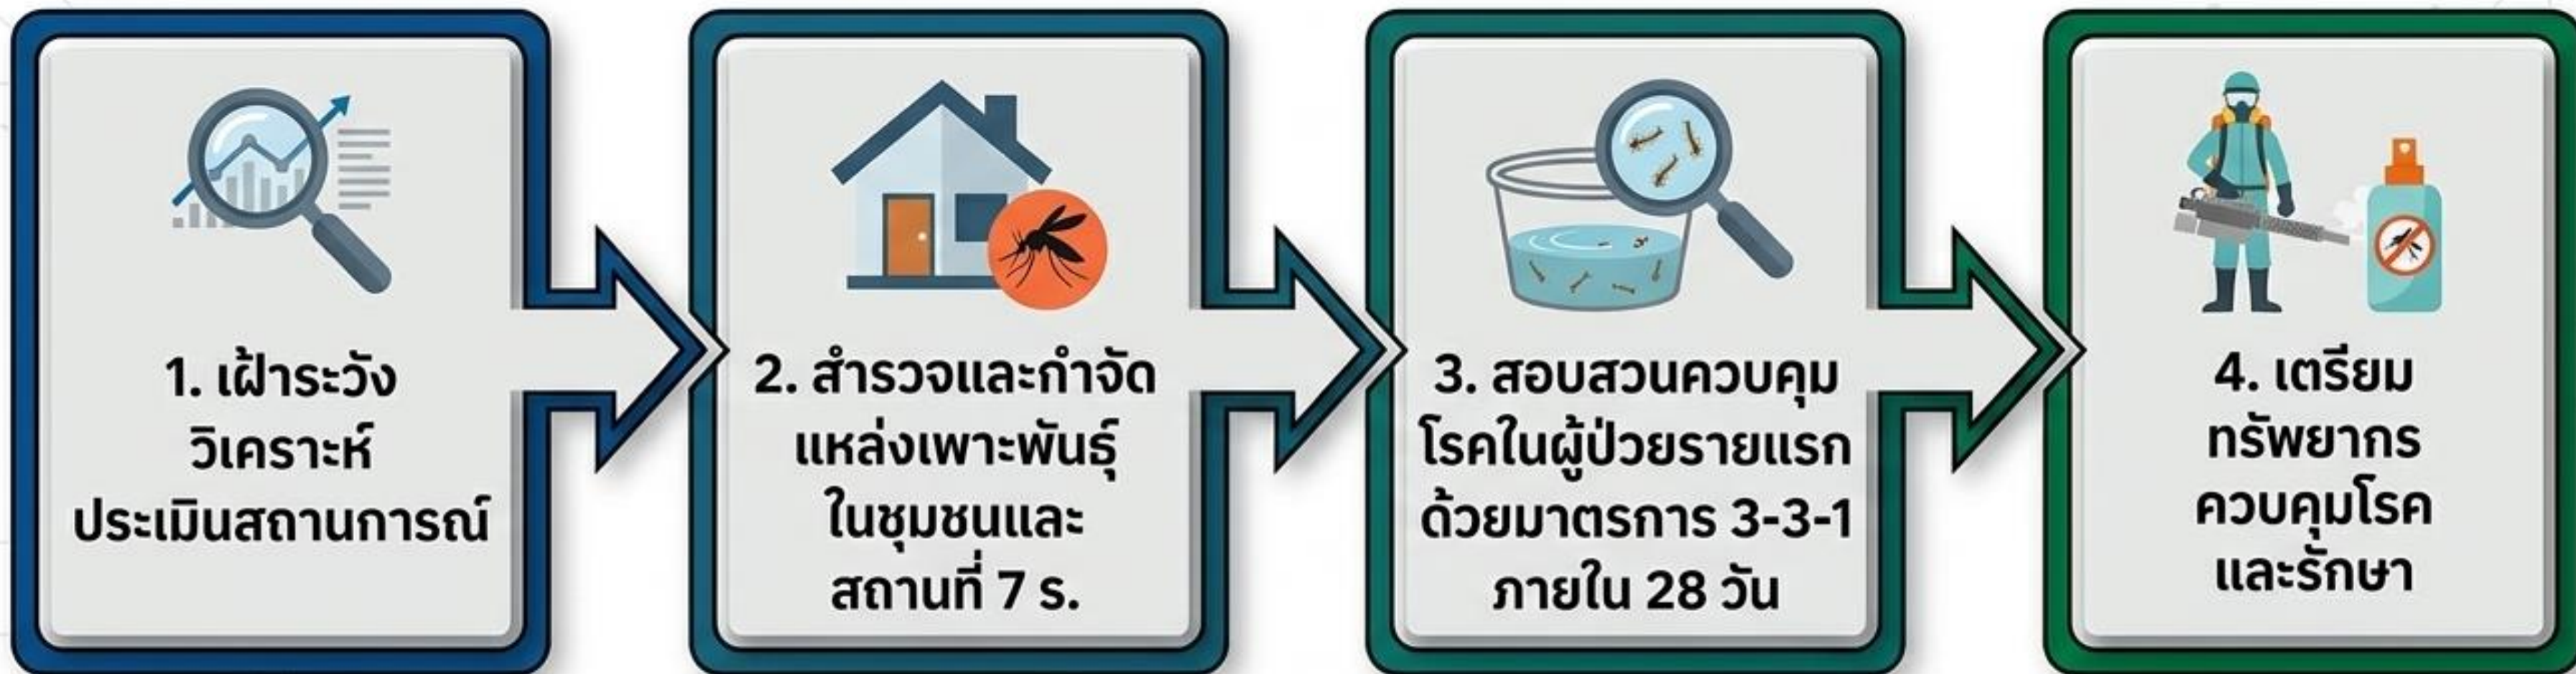 1. เฝ้าระวัง
วิเคราะห์
ประเมินสถานการณ์
2. สำรวจและกำจัด
แหล่งเพาะพันธุ์
ในชุมชนและ
สถานที่ 7 ร.
3. สอบสวนควบคุม
โรคในผู้ป่วยรายแรก
ด้วยมาตรการ 3-3-1
ภายใน 28 วัน
4. เตรียม
ทรัพยากร
ควบคุมโรค
และรักษา